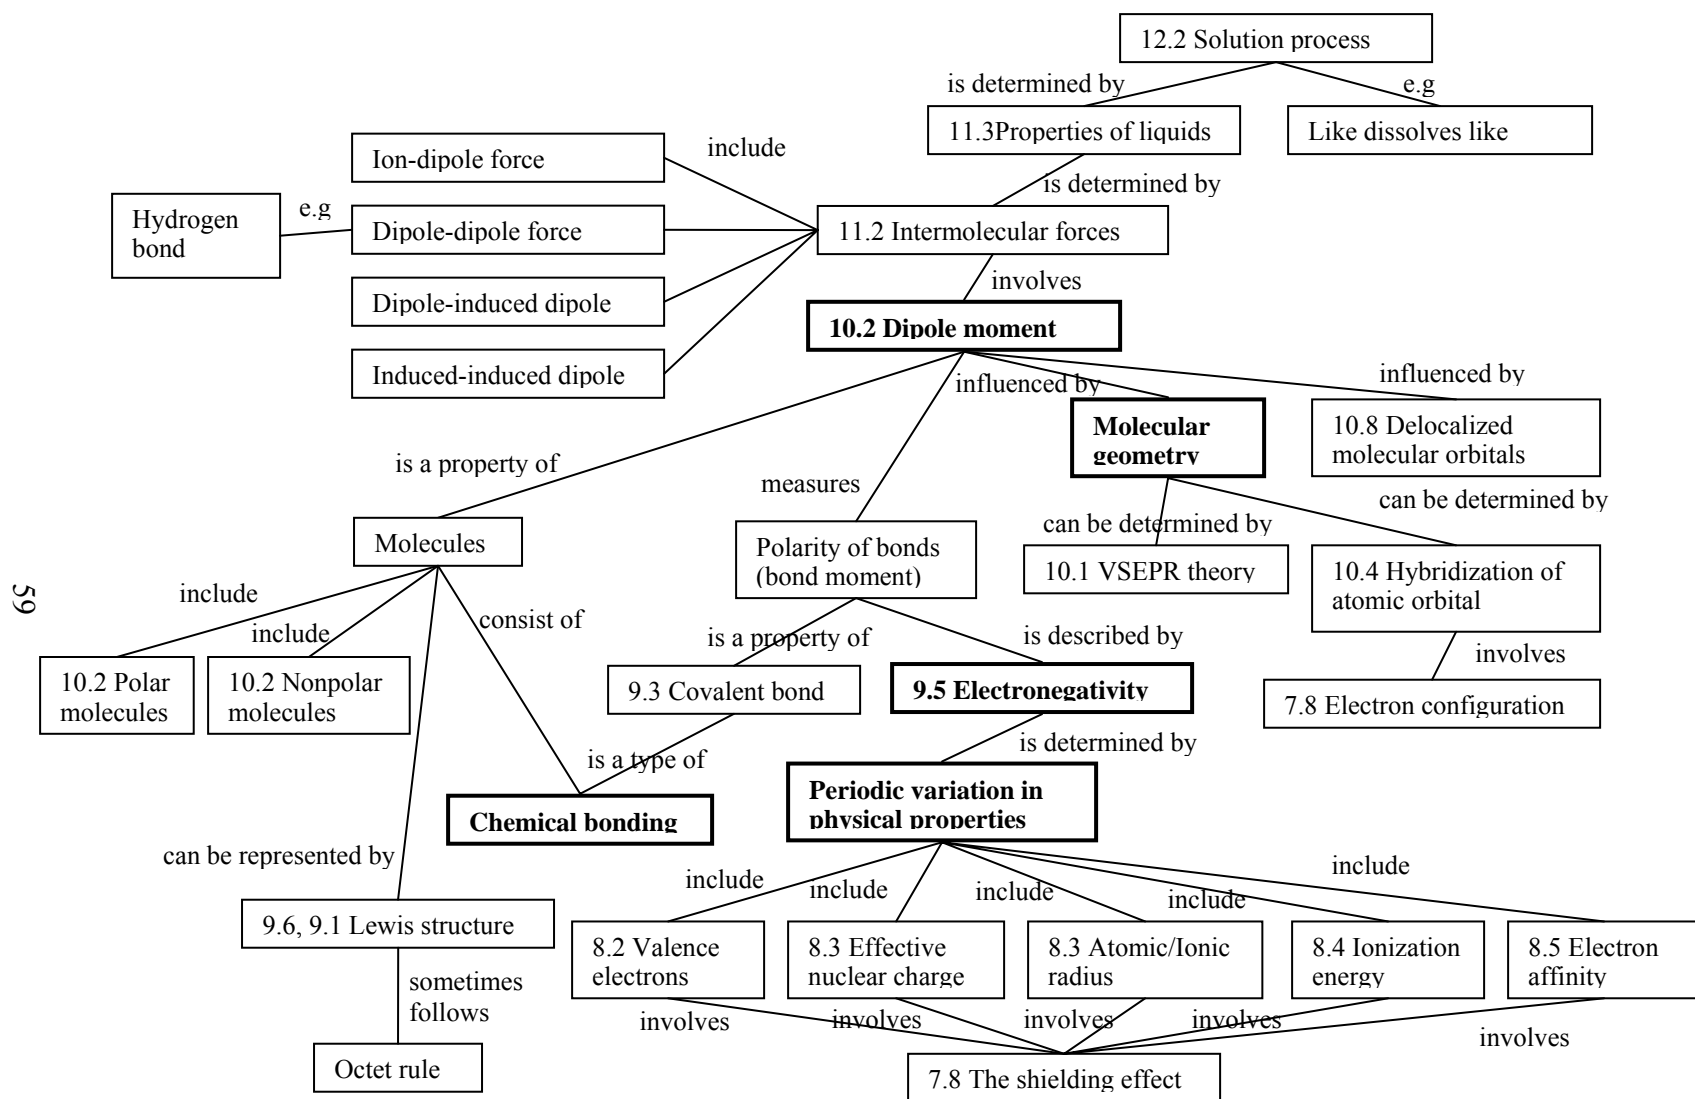 12.2 Solution process
is determined by
e.g
11.3Properties of liquids
Like dissolves like
is determined by
Ion-dipole force
include
Hydrogen
bond
e.g
Dipole-dipole force
11.2 Intermolecular forces
Dipole-induced dipole
involves
10.2 Dipole moment
Induced-induced dipole
influenced by
influenced by
Molecular
geometry
10.8 Delocalized
molecular orbitals
is a property of
measures
can be determined by
can be determined by
Molecules
Polarity of bonds
(bond moment)
10.1 VSEPR theory
10.4 Hybridization of
atomic orbital
59
include
include
consist of
is a property of
is described by
involves
10.2 Polar
molecules
10.2 Nonpolar
molecules
9.3 Covalent bond
9.5 Electronegativity
7.8 Electron configuration
is a type of
is determined by
Chemical bonding
Periodic variation in
physical properties
can be represented by
include
include
include
include
include
9.6, 9.1 Lewis structure
8.2 Valence
electrons
8.3 Effective
nuclear charge
8.3 Atomic/Ionic
radius
8.4 Ionization
energy
8.5 Electron
affinity
sometimes
follows
involves
involves
involves
involves
involves
Octet rule
7.8 The shielding effect